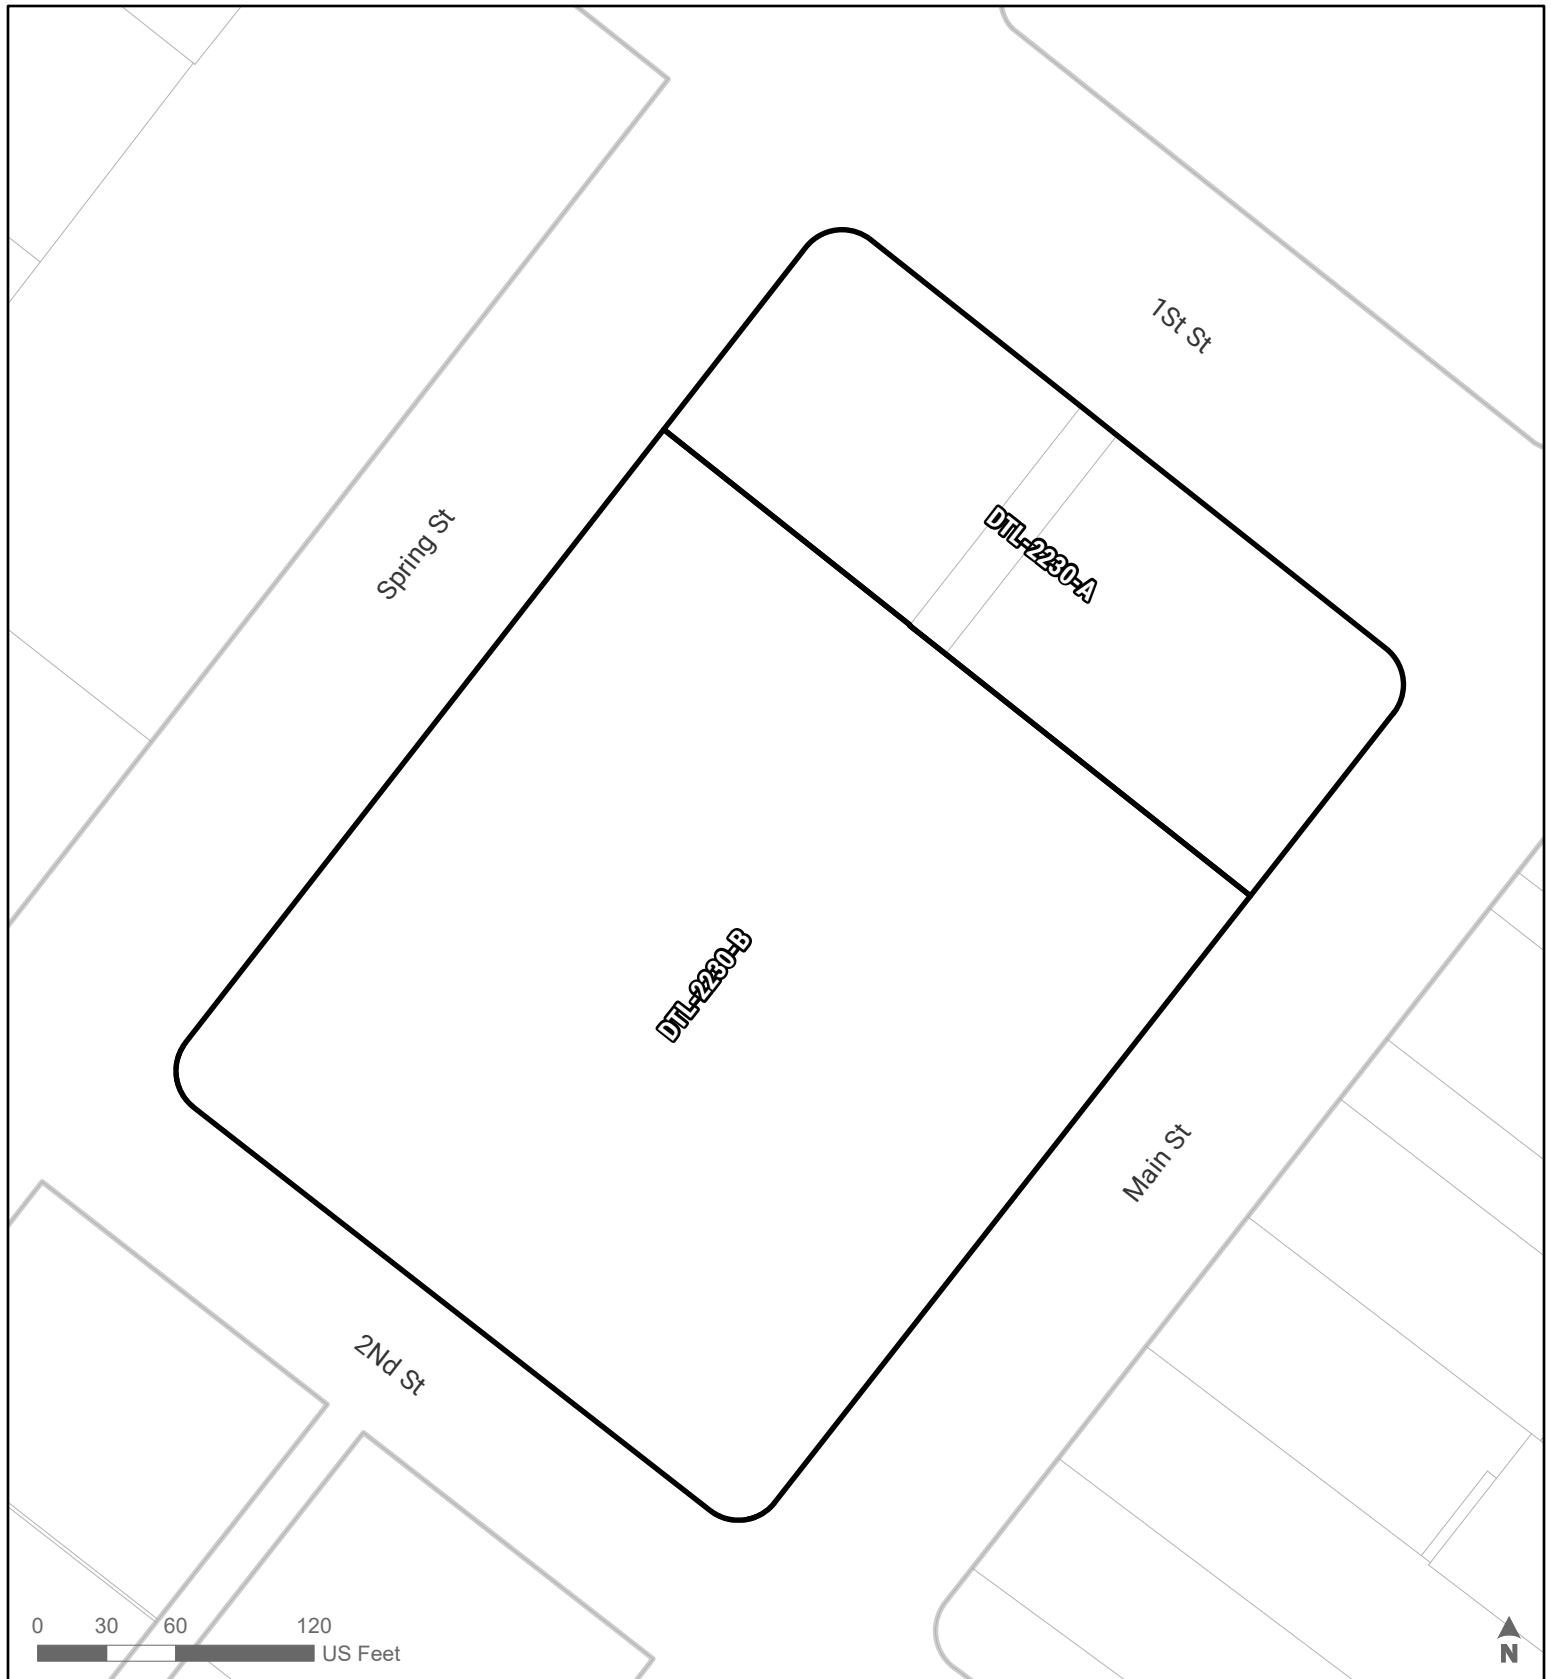 1St St
DTL-2230-A
Spring St
DTL-2230-B
Main St
2Nd St
0 30 60 120
US Feet
N